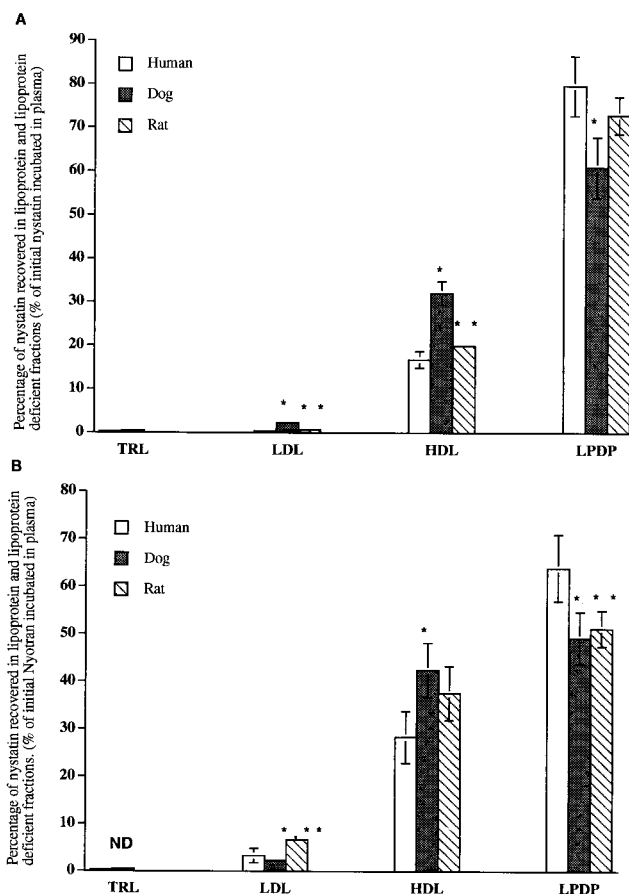 A
Percentage of nystatin recovered in lipoprotein and lipoprotein
deficient fractions (% of initial nystatin incubated in plasma)
90
80
70
60
50
40
30
20
10
0
Human
Dog
Rat
*
* *
*
* *
*
TRL
LDL
HDL
LPDP
B
Percentage of nystatin recovered in lipoprotein and lipoprotein
deficient fractions. (% of initial Nyotran incubated in plasma)
80
70
60
50
40
30
20
10
0
Human
Dog
Rat
ND
* * *
*
* * *
TRL
LDL
HDL
LPDP